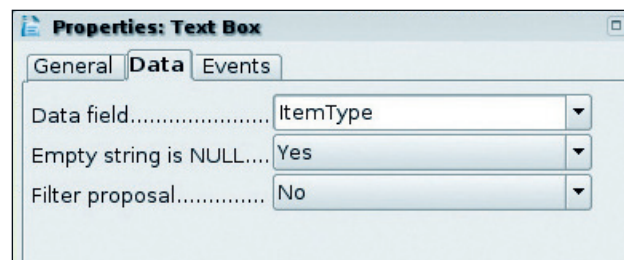 Properties: Text Box
General Data Events
Data field...................... ItemType
Empty string is NULL.... Yes
Filter proposal.............. No